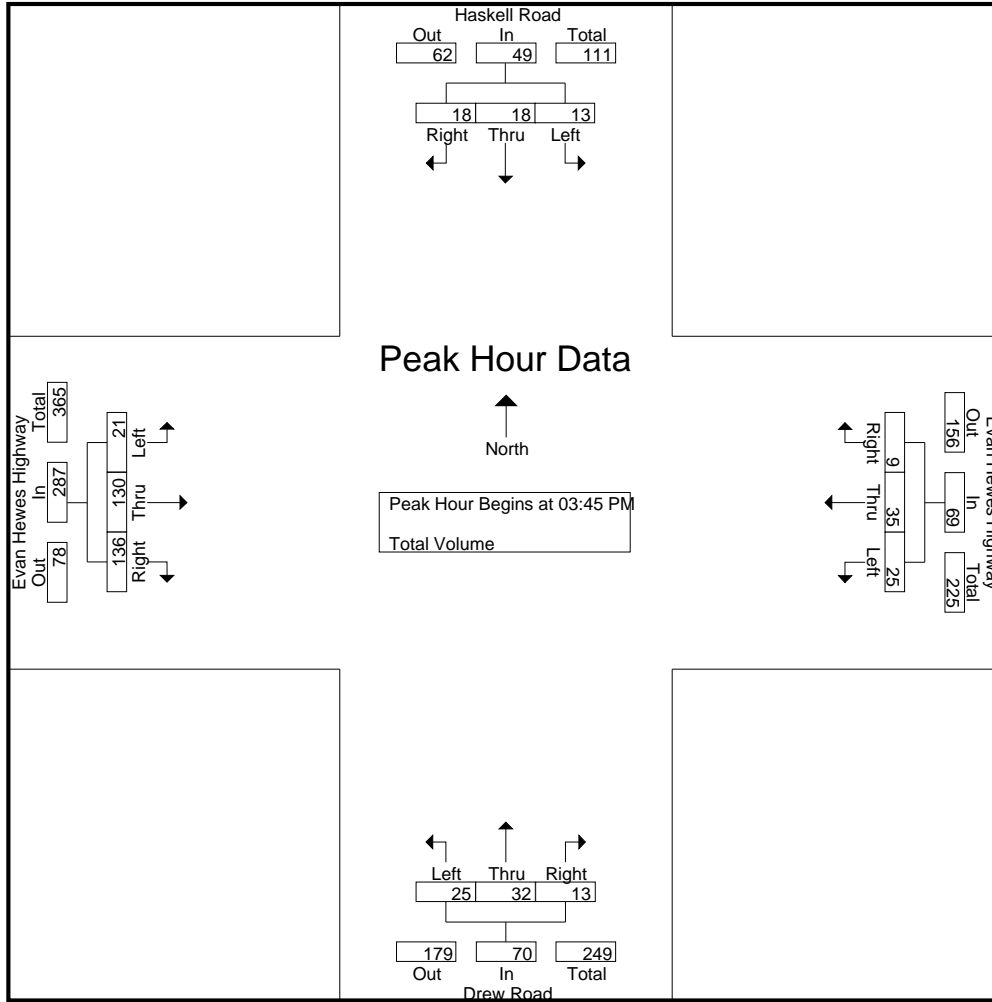 Haskell Road
Out In Total
62 49 111
18 18 13
Right Thru Left
Peak Hour Data
North
Peak Hour Begins at 03:45 PM
Total Volume
Evan Hewes Highway
Total In Out
365 287 78
21 130 136
Left Thru Right
Evan Hewes Highway
Out In Total
156 69 225
9 35 25
Right Thru Left
Left Thru Right
25 32 13
179 70 249
Out In Total
Drew Road